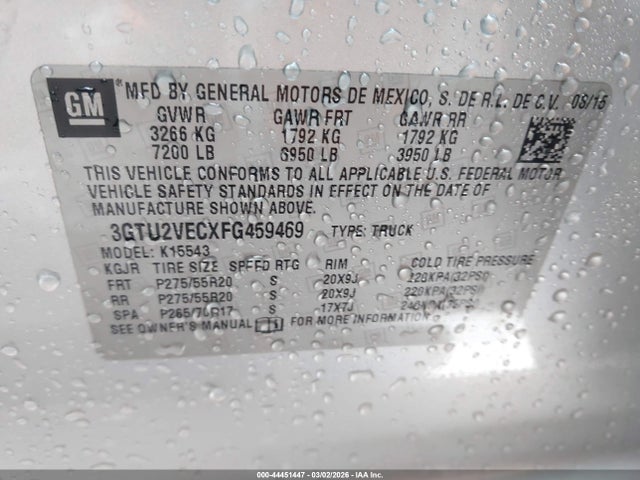 GM MFD BY GENERAL MOTORS DE MEXICO, S. DE R.L. DE C.V. 08/15
GVWR GAWR FRT GAWR RR
3266 KG 1792 KG 1792 KG
7200 LB 3950 LB 3950 LB
THIS VEHICLE CONFORMS TO ALL APPLICABLE U.S. FEDERAL MOTOR
VEHICLE SAFETY STANDARDS IN EFFECT ON THE DATE OF
MANUFACTURE SHOWN ABOVE.
3GTU2VECXFG459469 TYPE: TRUCK
MODEL: K15543
KGJR TIRE SIZE SPEED RTG RIM COLD TIRE PRESSURE
FRT P275/55R20 S 20X9J 220KPA(32PSI)
RR P275/55R20 S 20X9J 220KPA(32PSI)
SPA P265/70R17 S 17X7J
SEE OWNER'S MANUAL FOR MORE INFORMATION
000-44451447 - 03/02/2026 - IAA Inc.